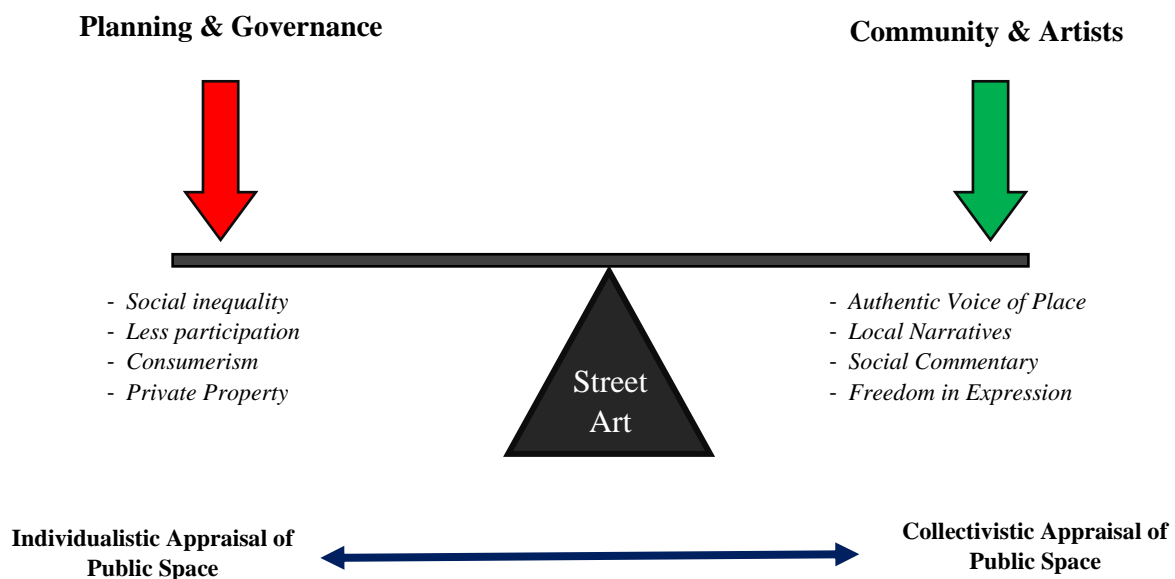 Planning & Governance
Community & Artists
- Social inequality
- Less participation
- Consumerism
- Private Property
Street
Art
- Authentic Voice of Place
- Local Narratives
- Social Commentary
- Freedom in Expression
Individualistic Appraisal of
Public Space
Collectivistic Appraisal of
Public Space